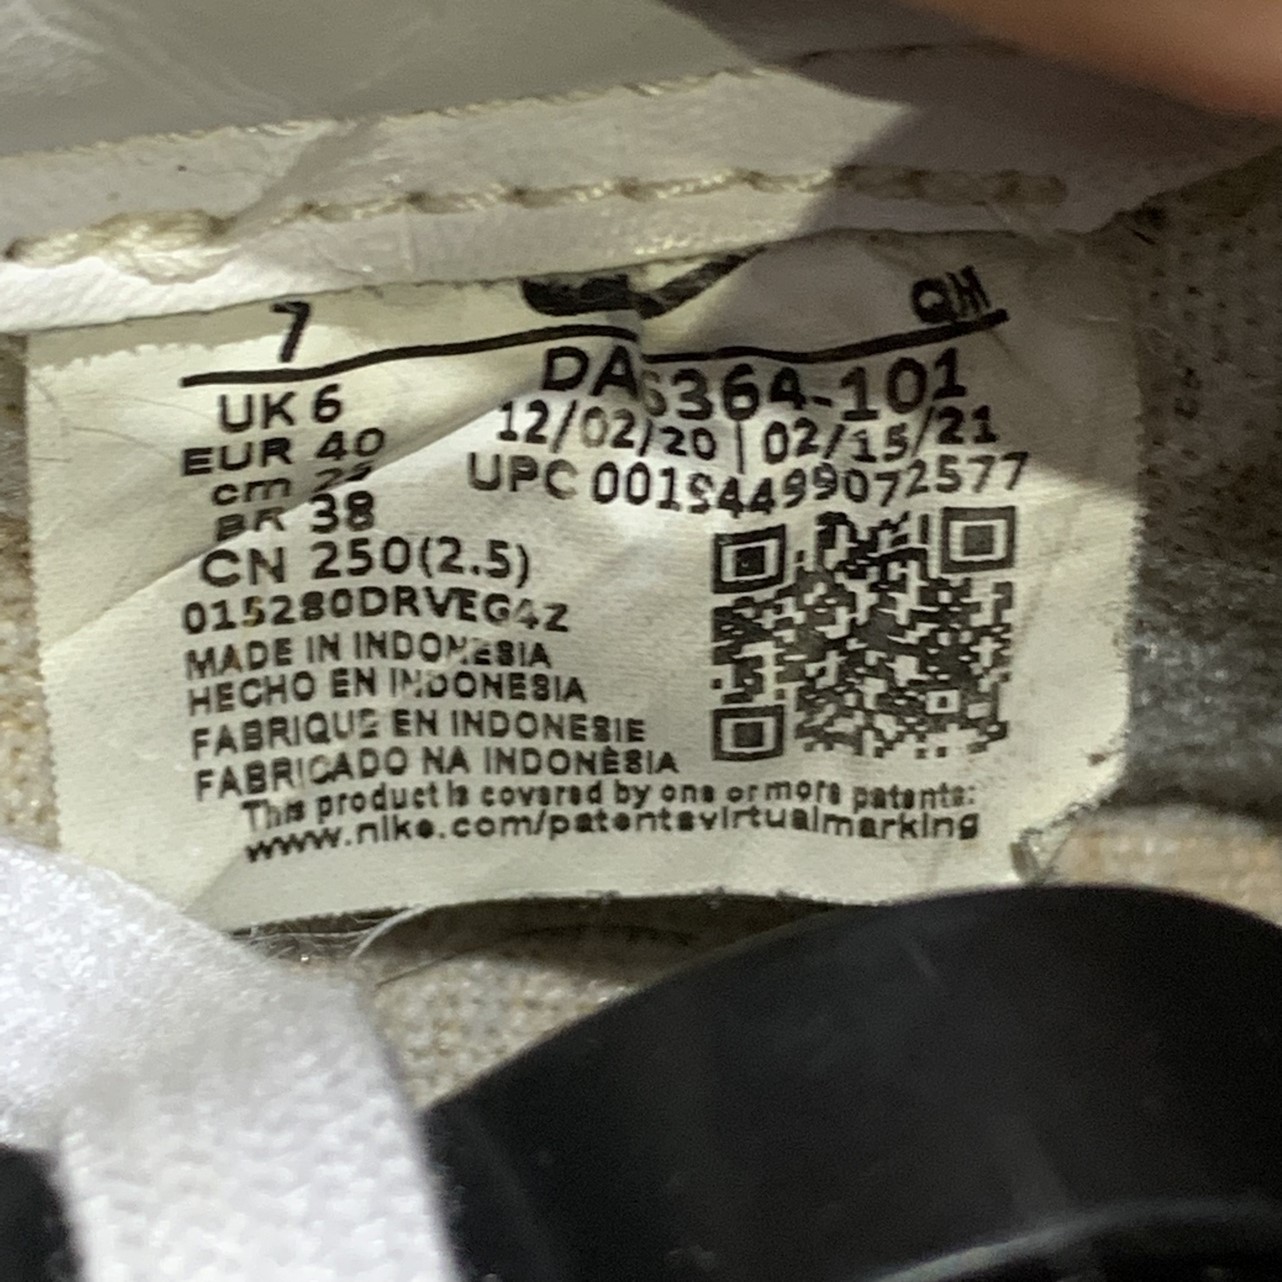 7
QH
UK 6
EUR 40
cm 25
BR 38
CN 250(2.5)
DA6364-101
12/02/20 | 02/15/21
UPC 00194499072577
015280DRVEG4Z
MADE IN INDONESIA
HECHO EN INDONESIA
FABRIQUE EN INDONESIE
FABRICADO NA INDONÈSIA
This product is covered by one or more patents:
www.nike.com/patentsvirtualmarking